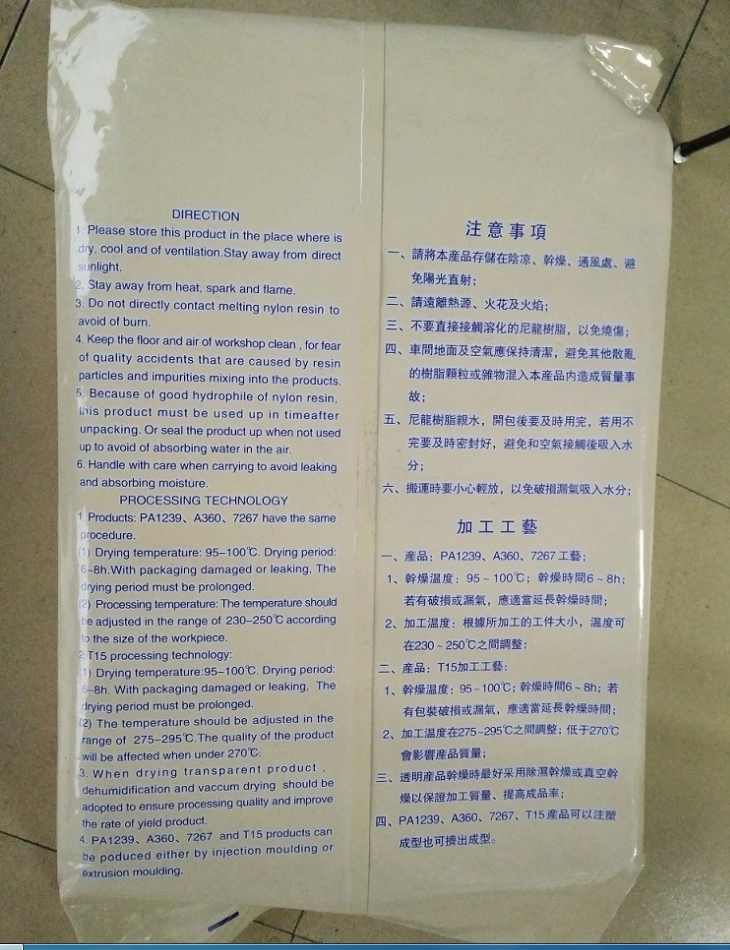 DIRECTION
1. Please store this product in the place where is
dry, cool and of ventilation.Stay away from direct
sunlight.
2. Stay away from heat, spark and flame.
3. Do not directly contact melting nylon resin to
avoid of burn.
4. Keep the floor and air of workshop clean , for fear
of quality accidents that are caused by resin
particles and impurities mixing into the products.
5. Because of good hydrophile of nylon resin,
this product must be used up in timeafter
unpacking. Or seal the product up when not used
up to avoid of absorbing water in the air.
6. Handle with care when carrying to avoid leaking
and absorbing moisture.
PROCESSING TECHNOLOGY
1. Products: PA1239、A360、7267 have the same
procedure.
(1) Drying temperature: 95–100℃. Drying period:
6–8h.With packaging damaged or leaking, The
drying period must be prolonged.
(2) Processing temperature: The temperature should
be adjusted in the range of 230–250℃ according
to the size of the workpiece.
2.T15 processing technology:
(1) Drying temperature:95–100℃. Drying period:
6–8h. With packaging damaged or leaking, The
drying period must be prolonged.
(2) The temperature should be adjusted in the
range of 275–295℃.The quality of the product
will be affected when under 270℃.
3. When drying transparent product ,
dehumidification and vaccum drying should be
adopted to ensure processing quality and improve
the rate of yield product.
4. PA1239、A360、7267 and T15 products can
be poduced either by injection moulding or
extrusion moulding.
注意事項
一、請將本産品存儲在陰凉、幹燥、通風處、避
免陽光直射；
二、請遠離熱源、火花及火焰；
三、不要直接接觸溶化的尼龍樹脂，以免燒傷；
四、車間地面及空氣應保持清潔，避免其他散亂
的樹脂顆粒或雜物混入本産品内造成質量事
故；
五、尼龍樹脂親水，開包後要及時用完，若用不
完要及時密封好，避免和空氣接觸後吸入水
分；
六、搬運時要小心輕放，以免破損漏氣吸入水分；
加工工藝
一、産品：PA1239、A360、7267工藝；
1、幹燥溫度：95～100℃；幹燥時間6～8h；
若有破損或漏氣，應適當延長幹燥時間；
2、加工溫度：根據所加工的工件大小，溫度可
在230～250℃之間調整；
二、産品：T15加工工藝：
1、幹燥溫度：95～100℃；幹燥時間6～8h；若
有包裝破損或漏氣，應適當延長幹燥時間；
2、加工溫度在275~295℃之間調整；低于270℃
會影響産品質量；
三、透明産品幹燥時最好采用除濕幹燥或真空幹
燥以保證加工質量、提高成品率；
四、PA1239、A360、7267、T15産品可以注塑
成型也可擠出成型。